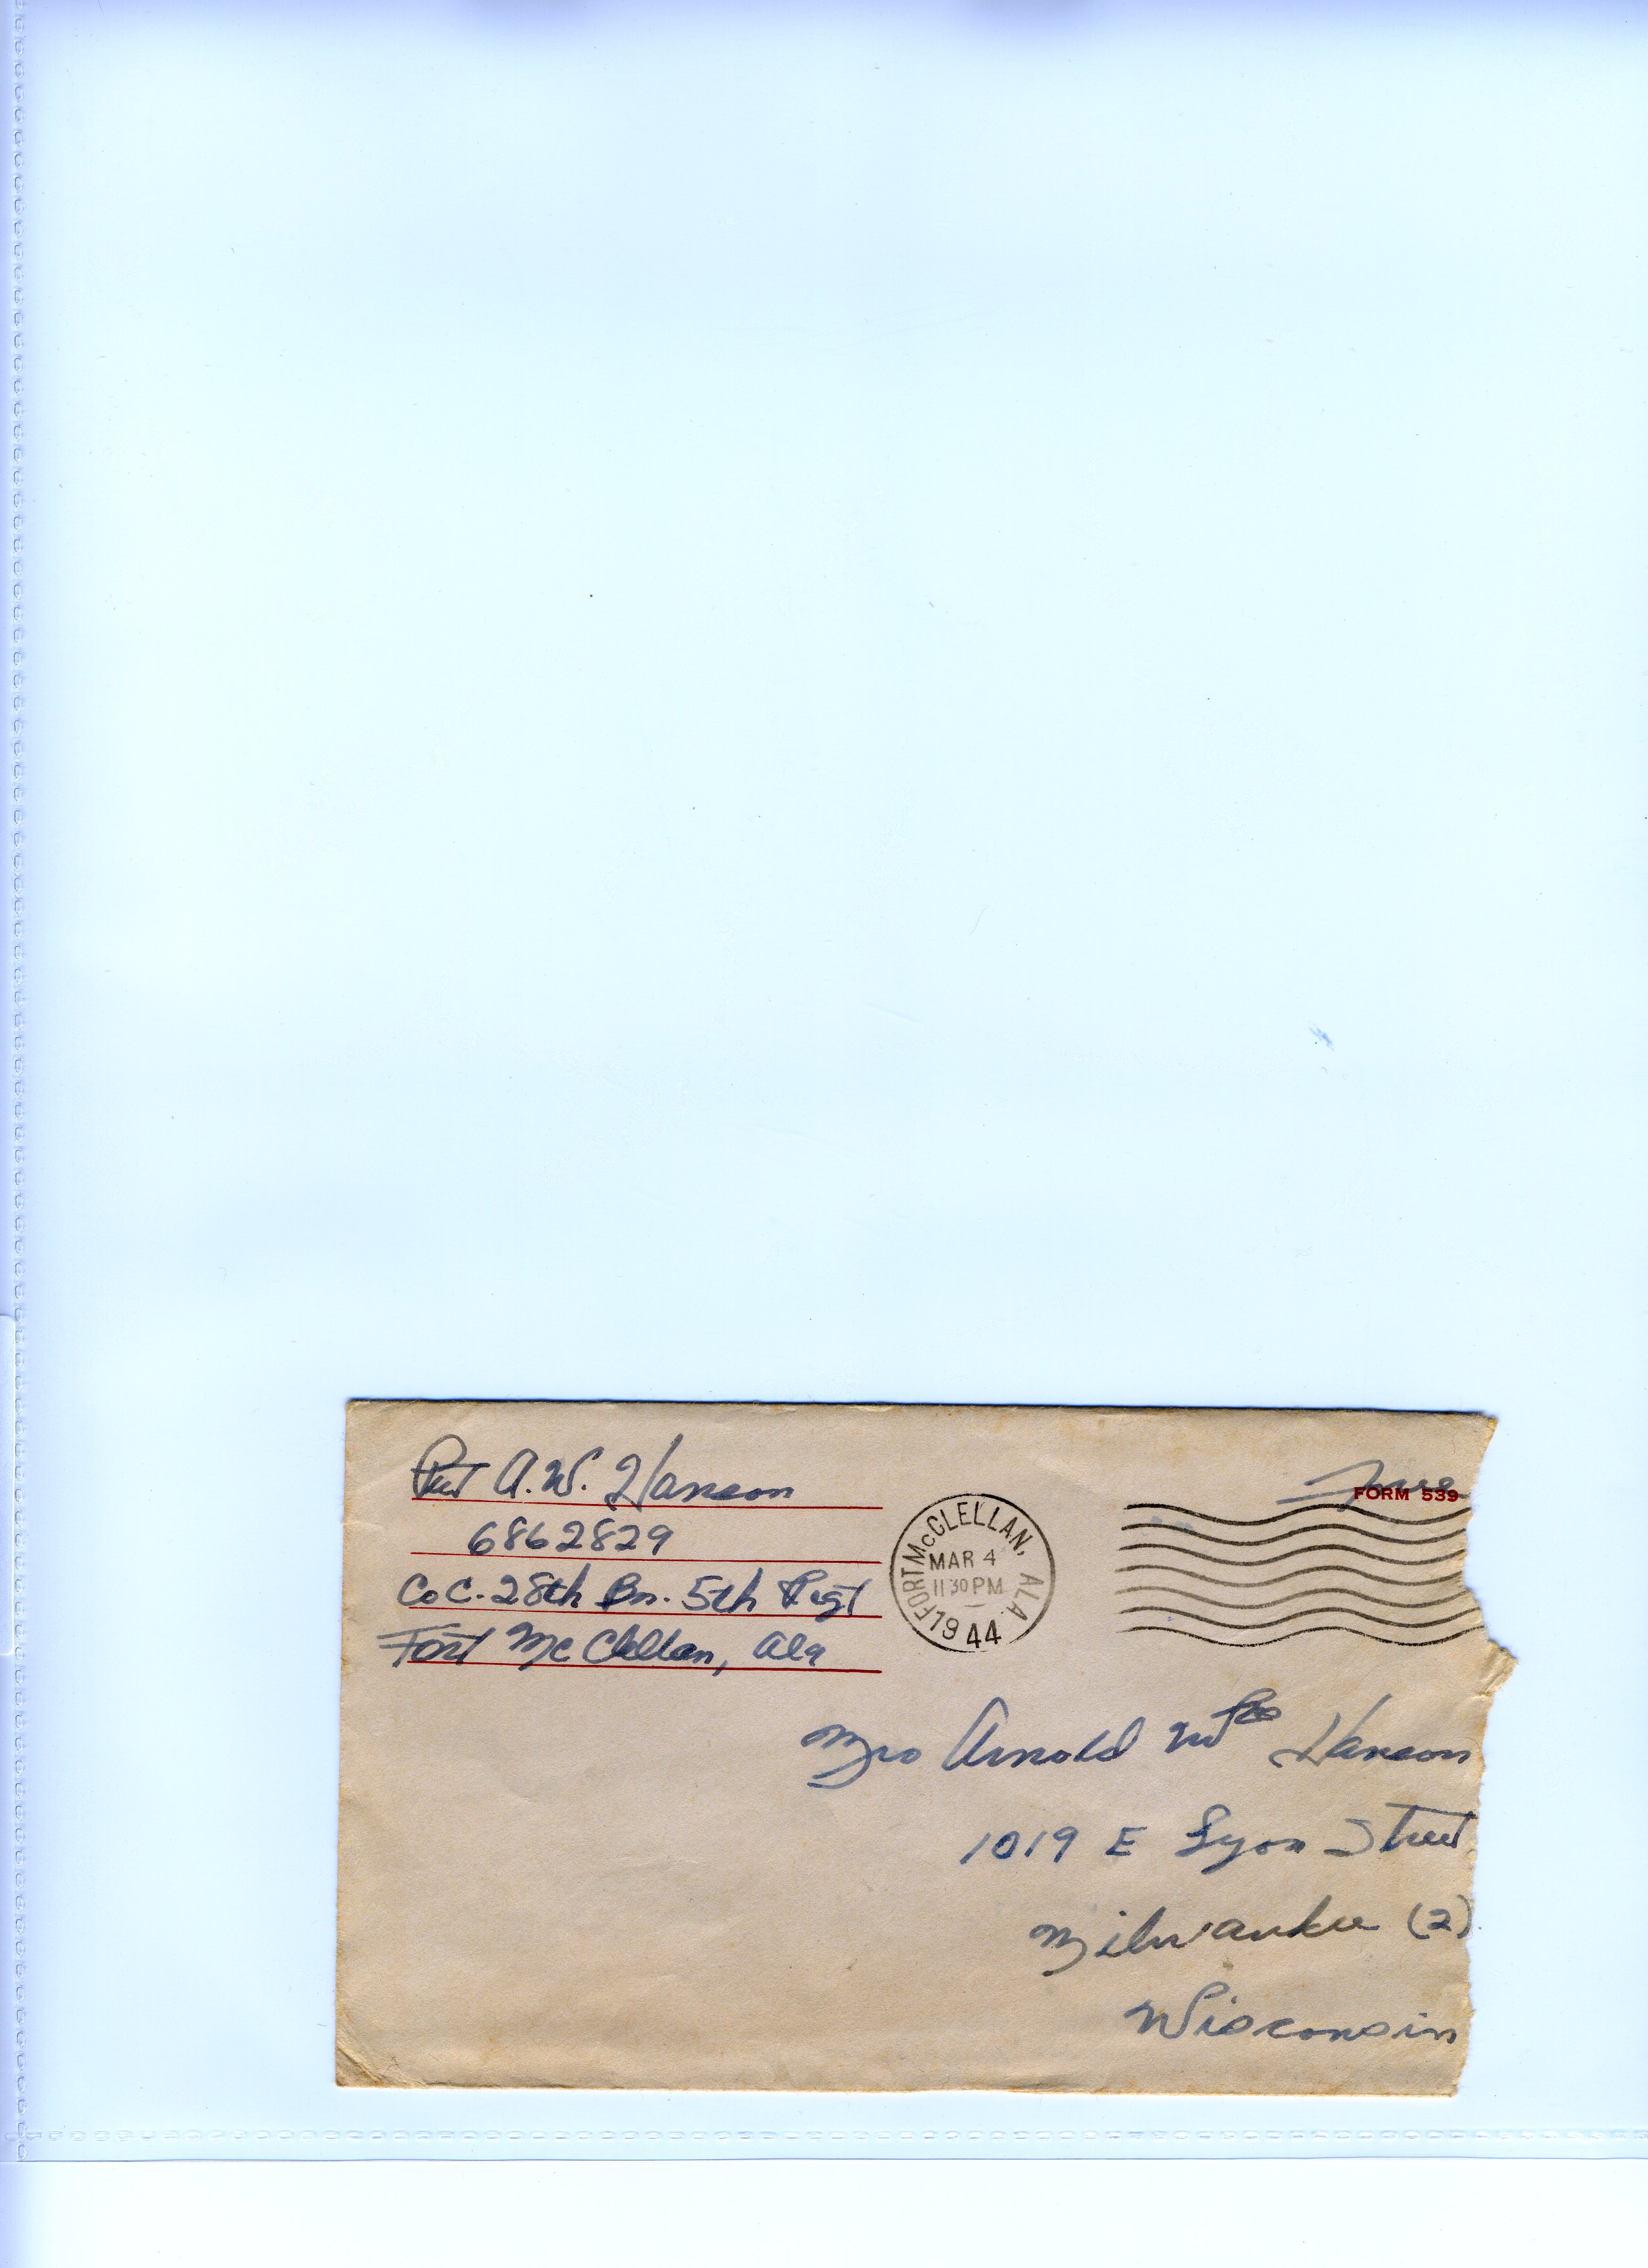 Pvt A.W. Hanson
6862829
Co C. 28th Bn. 5th Regt
Fort McClellan, Ala
FORT McCLELLAN, ALA.
MAR 4
11 30 PM
1944
Free
FORM 539
Mrs Arnold Hanson
1019 E Lyon Street
Milwaukee (2)
Wisconsin